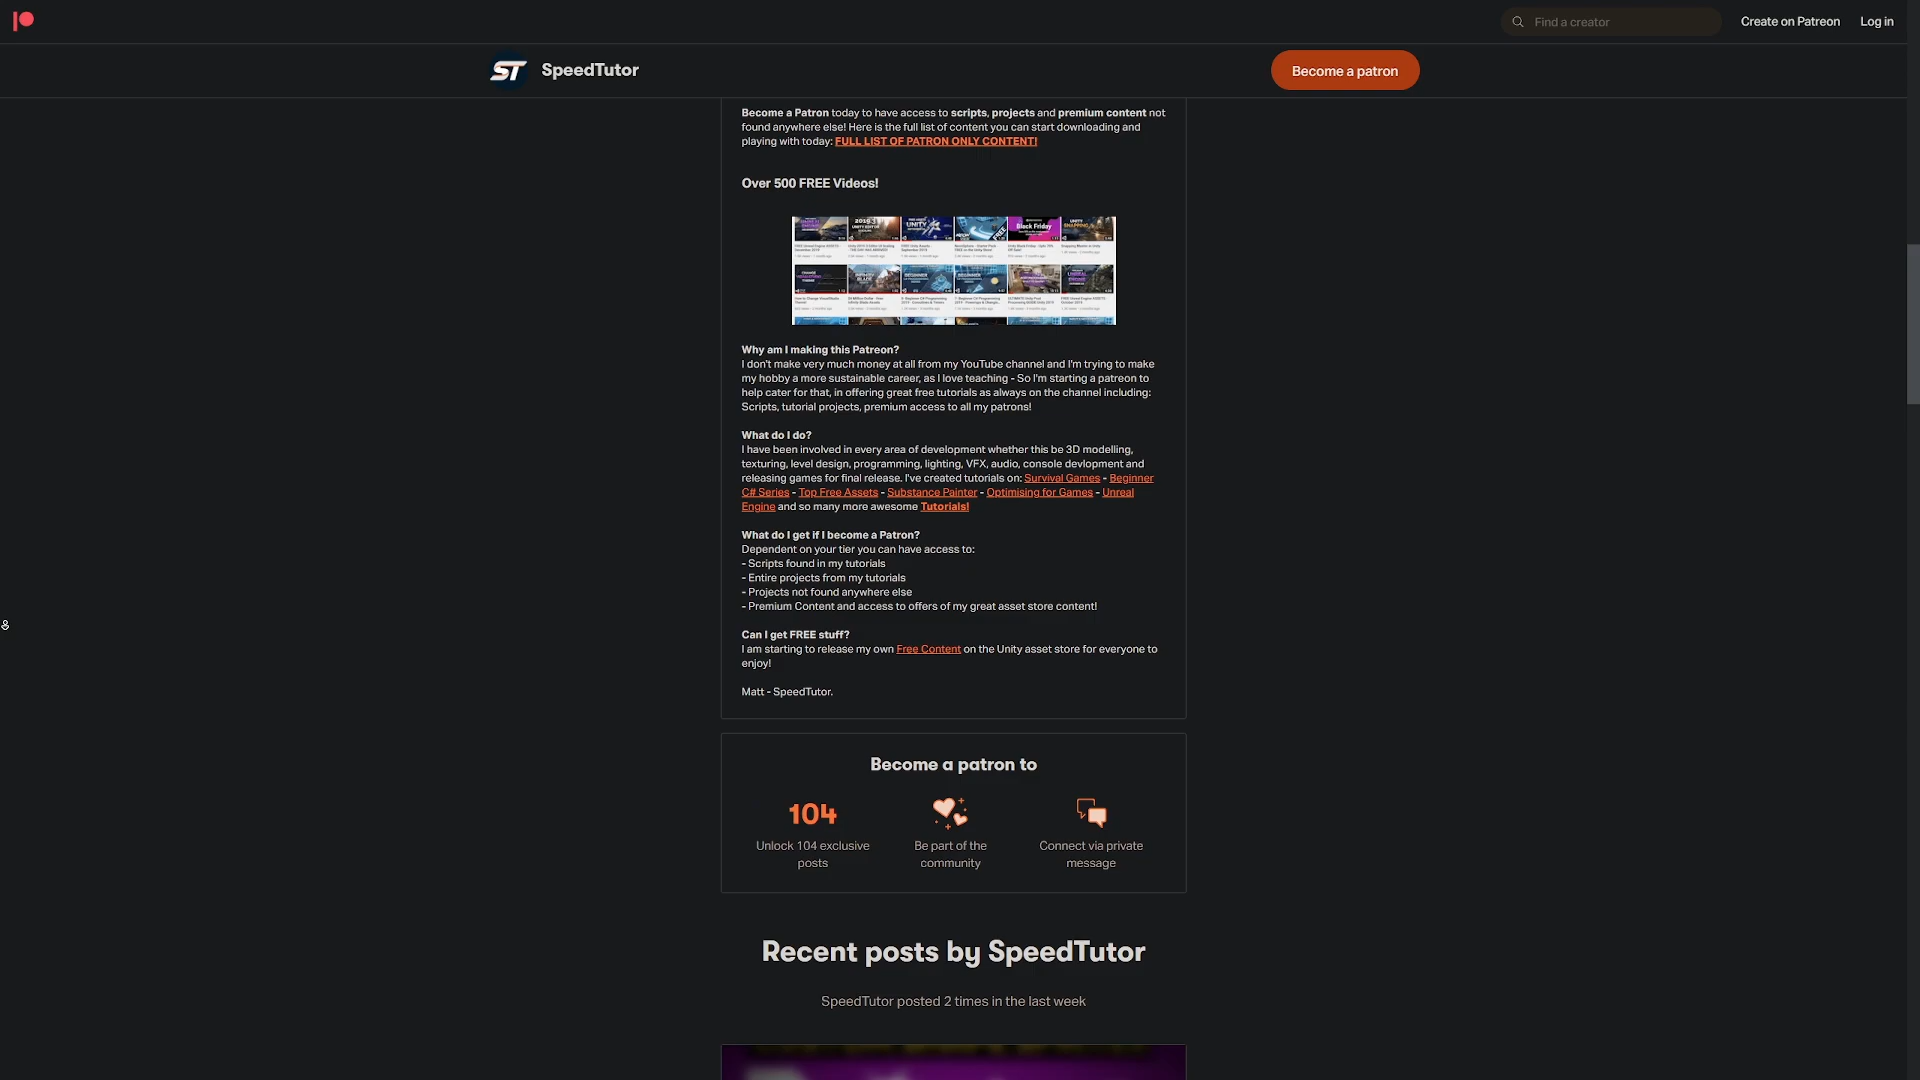 Find a creator
Create on Patreon
Log in
ST
SpeedTutor
Become a patron
Become a Patron today to have access to scripts, projects and premium content not
found anywhere else! Here is the full list of content you can start downloading and
playing with today: FULL LIST OF PATRON ONLY CONTENT!
Over 500 FREE Videos!
UNITY
Black Friday
Why am I making this Patreon?
I don't make very much money at all from my YouTube channel and I'm trying to make
my hobby a more sustainable career, as I love teaching - So I'm starting a patreon to
help cater for that, in offering great free tutorials as always on the channel including:
Scripts, tutorial projects, premium access to all my patrons!
What do I do?
I have been involved in every area of development whether this be 3D modelling,
texturing, level design, programming, lighting, VFX, audio, console devlopment and
releasing games for final release. I've created tutorials on: Survival Games - Beginner
C# Series - Top Free Assets - Substance Painter - Optimising for Games - Unreal
Engine and so many more awesome Tutorials!
What do I get if I become a Patron?
Dependent on your tier you can have access to:
- Scripts found in my tutorials
- Entire projects from my tutorials
- Projects not found anywhere else
- Premium Content and access to offers of my great asset store content!
Can I get FREE stuff?
I am starting to release my own Free Content on the Unity asset store for everyone to
enjoy!
Matt - SpeedTutor.
Become a patron to
104
Unlock 104 exclusive
posts
Be part of the
community
Connect via private
message
Recent posts by SpeedTutor
SpeedTutor posted 2 times in the last week